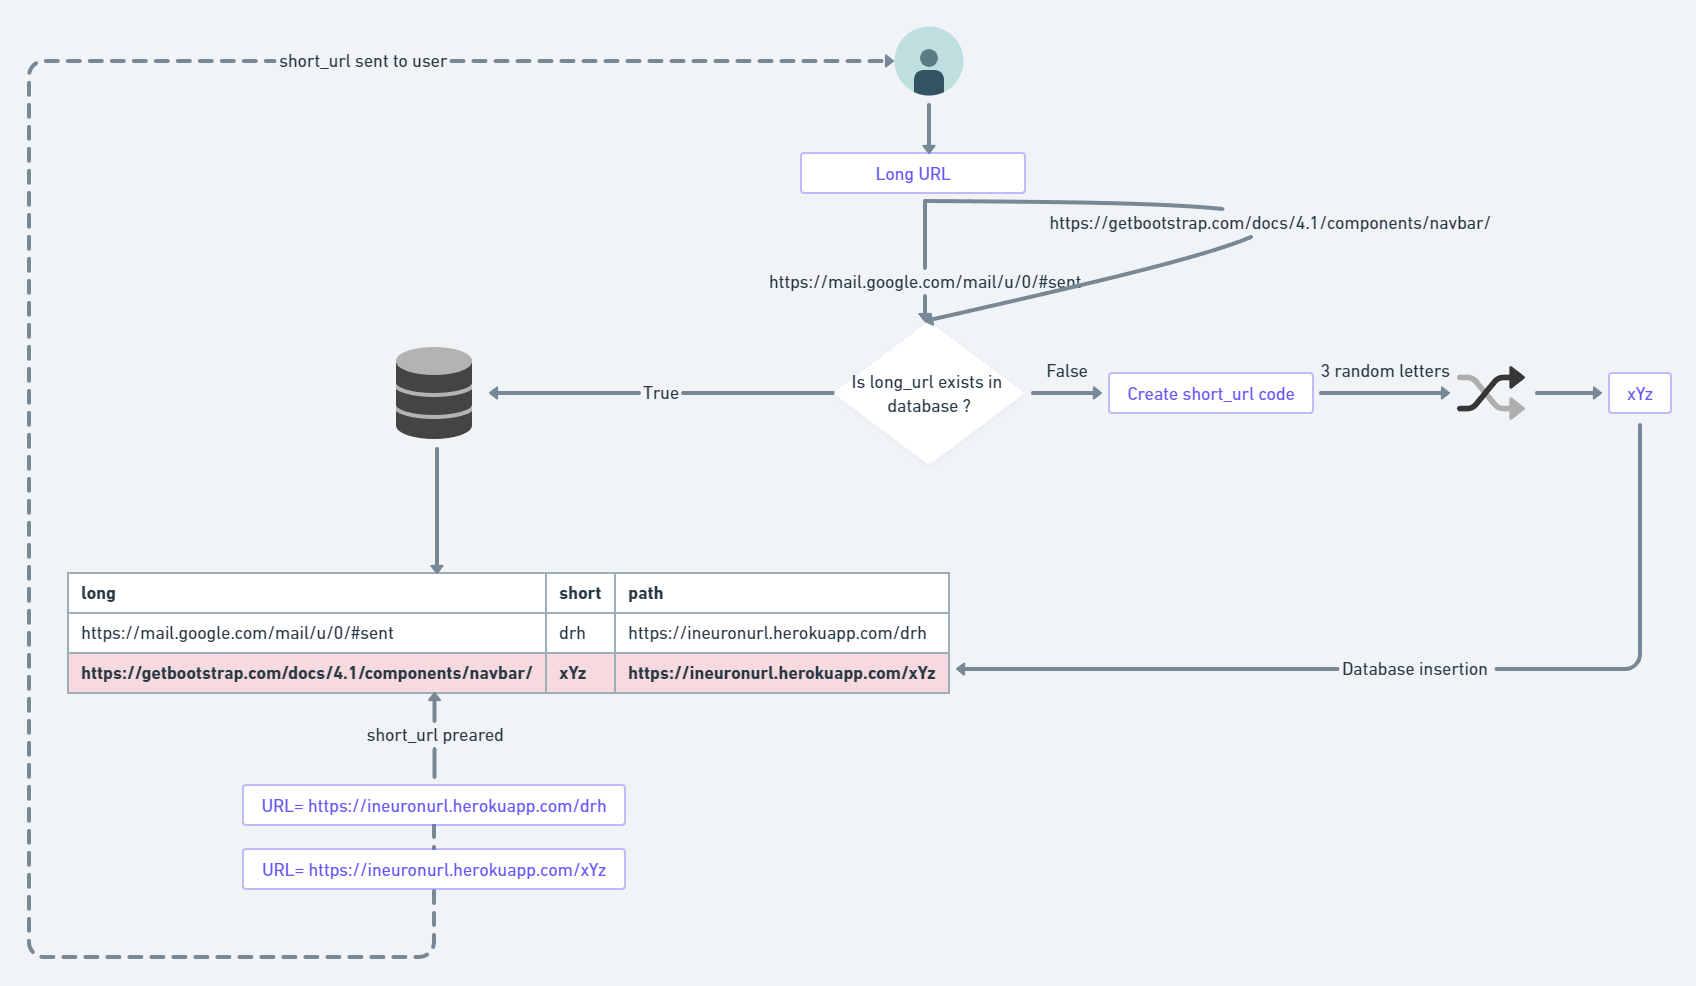 short_url sent to user
Long URL
https://getbootstrap.com/docs/4.1/components/navbar/
https://mail.google.com/mail/u/0/#sent
Is long_url exists in
database ?
True
False
Create short_url code
3 random letters
xYz
long short path
https://mail.google.com/mail/u/0/#sent drh https://ineuronurl.herokuapp.com/drh
https://getbootstrap.com/docs/4.1/components/navbar/ xYz https://ineuronurl.herokuapp.com/xYz
Database insertion
short_url preared
URL= https://ineuronurl.herokuapp.com/drh
URL= https://ineuronurl.herokuapp.com/xYz